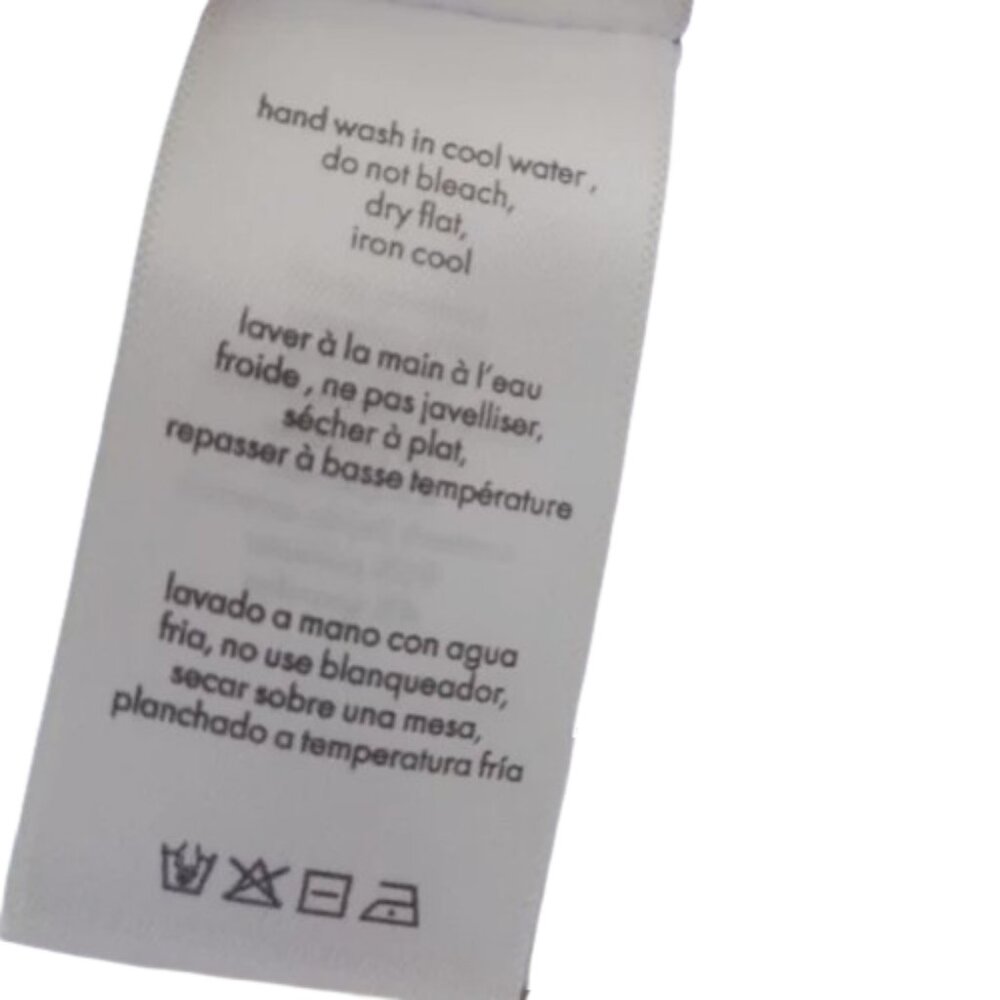 hand wash in cool water ,
do not bleach,
dry flat,
iron cool
laver à la main à l'eau
froide , ne pas javelliser,
sécher à plat,
repasser à basse température
lavado a mano con agua
fria, no use blanqueador,
secar sobre una mesa,
planchado a temperatura fría